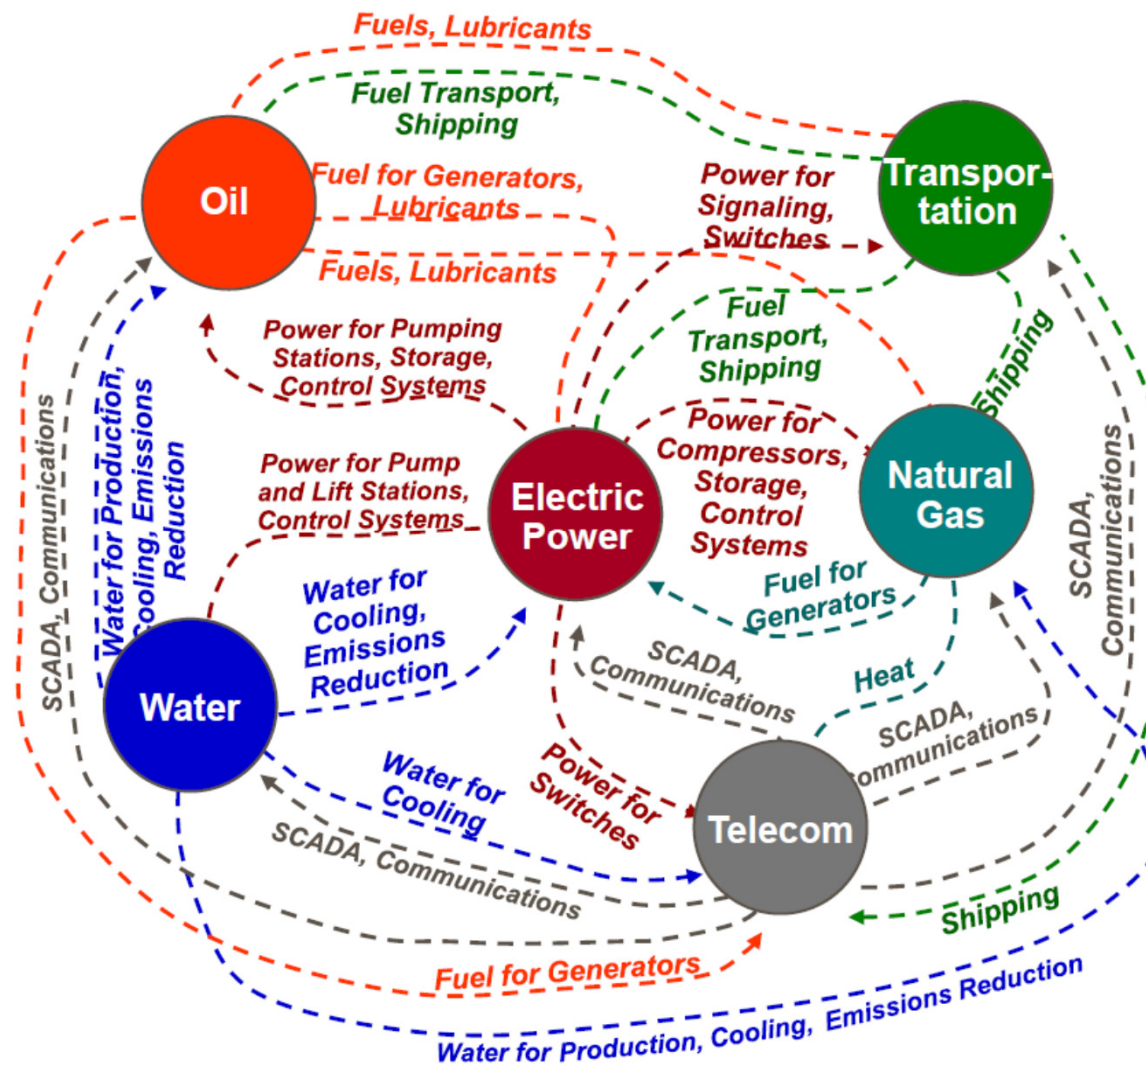 Fuels, Lubricants
Fuel Transport,
Shipping
Oil
Transpor-
tation
Fuel for Generators,
Lubricants
Power for
Signaling,
Switches
Fuels, Lubricants
Fuel
Transport,
Shipping
Shipping
Power for Pumping
Stations, Storage,
Control Systems
Water for Production,
Cooling, Emissions
Reduction
SCADA, Communications
Power for
Compressors,
Storage,
Control
Systems
SCADA,
Communications
Power for Pump
and Lift Stations,
Control Systems
Electric
Power
Natural
Gas
Water for
Cooling,
Emissions
Reduction
Fuel for
Generators
Water
SCADA,
Communications
Heat
SCADA,
Communications
Water for
Cooling
Power for
Switches
Telecom
SCADA, Communications
Shipping
Fuel for Generators
Water for Production, Cooling, Emissions Reduction